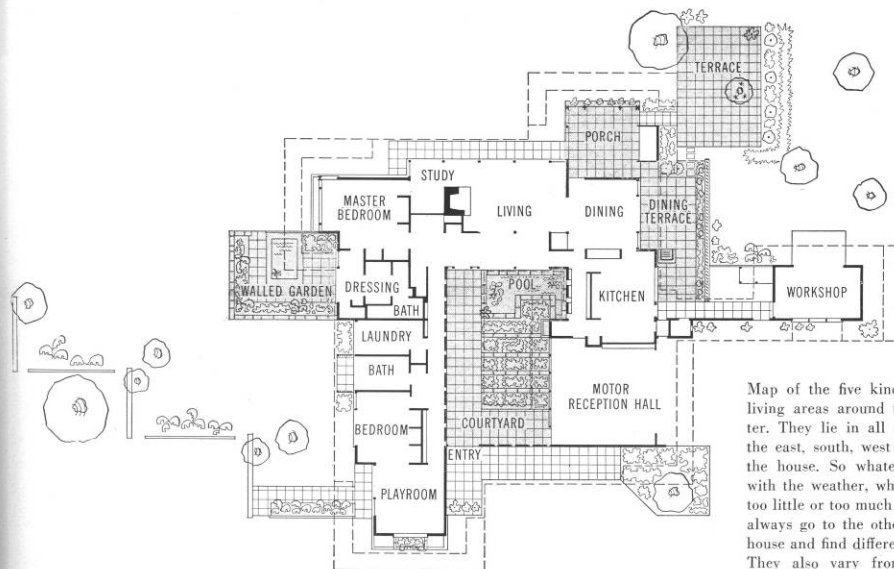 TERRACE
PORCH
STUDY
MASTER
BEDROOM
LIVING
DINING
DINING
TERRACE
WALLED GARDEN
DRESSING
BATH
POOL
KITCHEN
WORKSHOP
LAUNDRY
BATH
MOTOR
RECEPTION HALL
BEDROOM
COURTYARD
ENTRY
PLAYROOM
Map of the five kin
living areas around
ter. They lie in all
the east, south, west
the house. So whate
with the weather, wh
too little or too much
always go to the othe
house and find differe
They also vary from